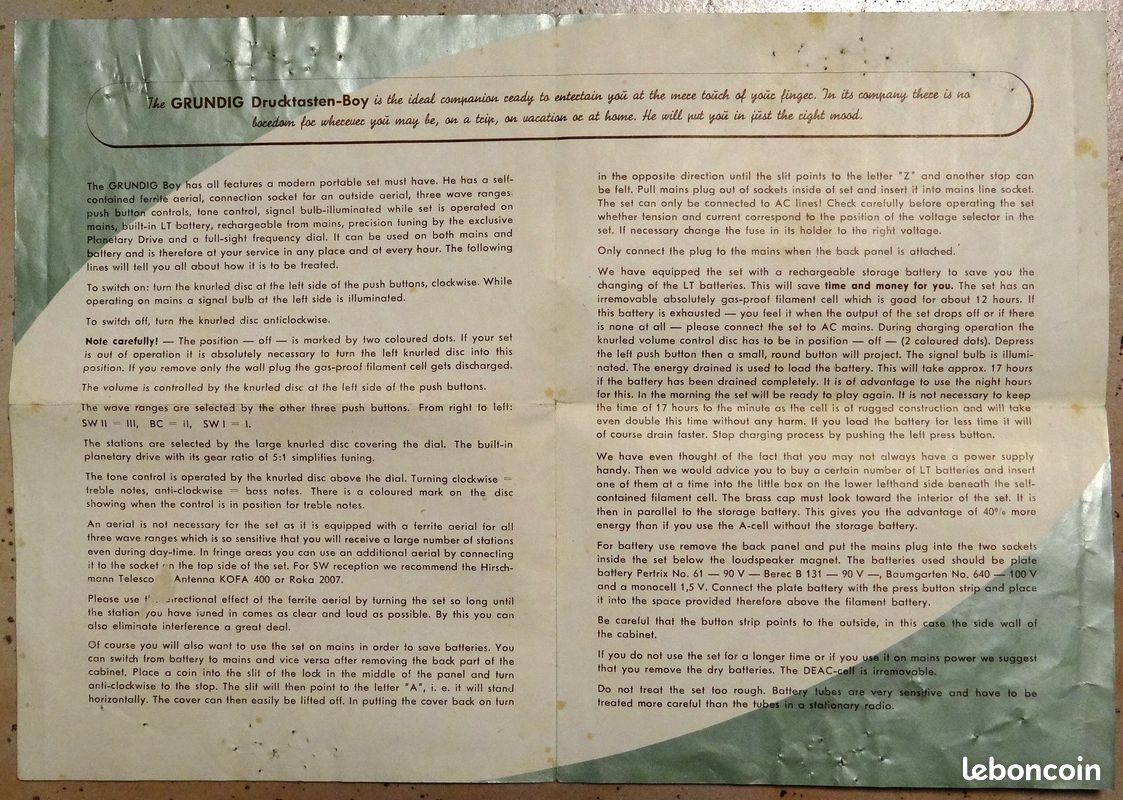 The GRUNDIG Drucktasten-Boy is the ideal companion ready to entertain you at the mere touch of your finger. In its company there is no
boredom for wherever you may be, on a trip, on vacation or at home. He will put you in just the right mood.
The GRUNDIG Boy has all features a modern portable set must have. He has a self-
contained ferrite aerial, connection socket for an outside aerial, three wave ranges
push button controls, tone control, signal bulb-illuminated while set is operated on
mains, built-in LT battery, rechargeable from mains, precision tuning by the exclusive
Planetary Drive and a full-sight frequency dial. It can be used on both mains and
battery and is therefore at your service in any place and at every hour. The following
lines will tell you all about how it is to be treated.
To switch on: turn the knurled disc at the left side of the push buttons, clockwise. While
operating on mains a signal bulb at the left side is illuminated.
To switch off, turn the knurled disc anticlockwise.
Note carefully! — The position — off — is marked by two coloured dots. If your set
is out of operation it is absolutely necessary to turn the left knurled disc into this
position. If you remove only the wall plug the gas-proof filament cell gets discharged.
The volume is controlled by the knurled disc at the left side of the push buttons.
The wave ranges are selected by the other three push buttons. From right to left:
SW II = III, BC = II, SW I = I.
The stations are selected by the large knurled disc covering the dial. The built-in
planetary drive with its gear ratio of 5:1 simplifies tuning.
The tone control is operated by the knurled disc above the dial. Turning clockwise =
treble notes, anti-clockwise = bass notes. There is a coloured mark on the disc
showing when the control is in position for treble notes.
An aerial is not necessary for the set as it is equipped with a ferrite aerial for all
three wave ranges which is so sensitive that you will receive a large number of stations
even during day-time. In fringe areas you can use an additional aerial by connecting
it to the socket on the top side of the set. For SW reception we recommend the Hirsch-
mann Telesco Antenna KOFA 400 or Roka 2007.
Please use directional effect of the ferrite aerial by turning the set so long until
the station you have tuned in comes as clear and loud as possible. By this you can
also eliminate interference a great deal.
Of course you will also want to use the set on mains in order to save batteries. You
can switch from battery to mains and vice versa after removing the back part of the
cabinet. Place a coin into the slit of the lock in the middle of the panel and turn
anti-clockwise to the stop. The slit will then point to the letter "A", i. e. it will stand
horizontally. The cover can then easily be lifted off. In putting the cover back on turn
in the opposite direction until the slit points to the letter "Z" and another stop can
be felt. Pull mains plug out of sockets inside of set and insert it into mains line socket.
The set can only be connected to AC lines! Check carefully before operating the set
whether tension and current correspond to the position of the voltage selector in the
set. If necessary change the fuse in its holder to the right voltage.
Only connect the plug to the mains when the back panel is attached.
We have equipped the set with a rechargeable storage battery to save you the
changing of the LT batteries. This will save time and money for you. The set has an
irremovable absolutely gas-proof filament cell which is good for about 12 hours. If
this battery is exhausted — you feel it when the output of the set drops off or if there
is none at all — please connect the set to AC mains. During charging operation the
knurled volume control disc has to be in position — off — (2 coloured dots). Depress
the left push button then a small, round button will project. The signal bulb is illumi-
nated. The energy drained is used to load the battery. This will take approx. 17 hours
if the battery has been drained completely. It is of advantage to use the night hours
for this. In the morning the set will be ready to play again. It is not necessary to keep
the time of 17 hours to the minute as the cell is of rugged construction and will take
even double this time without any harm. If you load the battery for less time it will
of course drain faster. Stop charging process by pushing the left press button.
We have even thought of the fact that you may not always have a power supply
handy. Then we would advice you to buy a certain number of LT batteries and insert
one of them at a time into the little box on the lower lefthand side beneath the self-
contained filament cell. The brass cap must look toward the interior of the set. It is
then in parallel to the storage battery. This gives you the advantage of 40% more
energy than if you use the A-cell without the storage battery.
For battery use remove the back panel and put the mains plug into the two sockets
inside the set below the loudspeaker magnet. The batteries used should be plate
battery Pertrix No. 61 — 90 V — Berec B 131 — 90 V —, Baumgarten No. 640 — 100 V
and a monocell 1,5 V. Connect the plate battery with the press button strip and place
it into the space provided therefore above the filament battery.
Be careful that the button strip points to the outside, in this case the side wall of
the cabinet.
If you do not use the set for a longer time or if you use it on mains power we suggest
that you remove the dry batteries. The DEAC-cell is irremovable.
Do not treat the set too rough. Battery tubes are very sensitive and have to be
treated more careful than the tubes in a stationary radio.
leboncoin